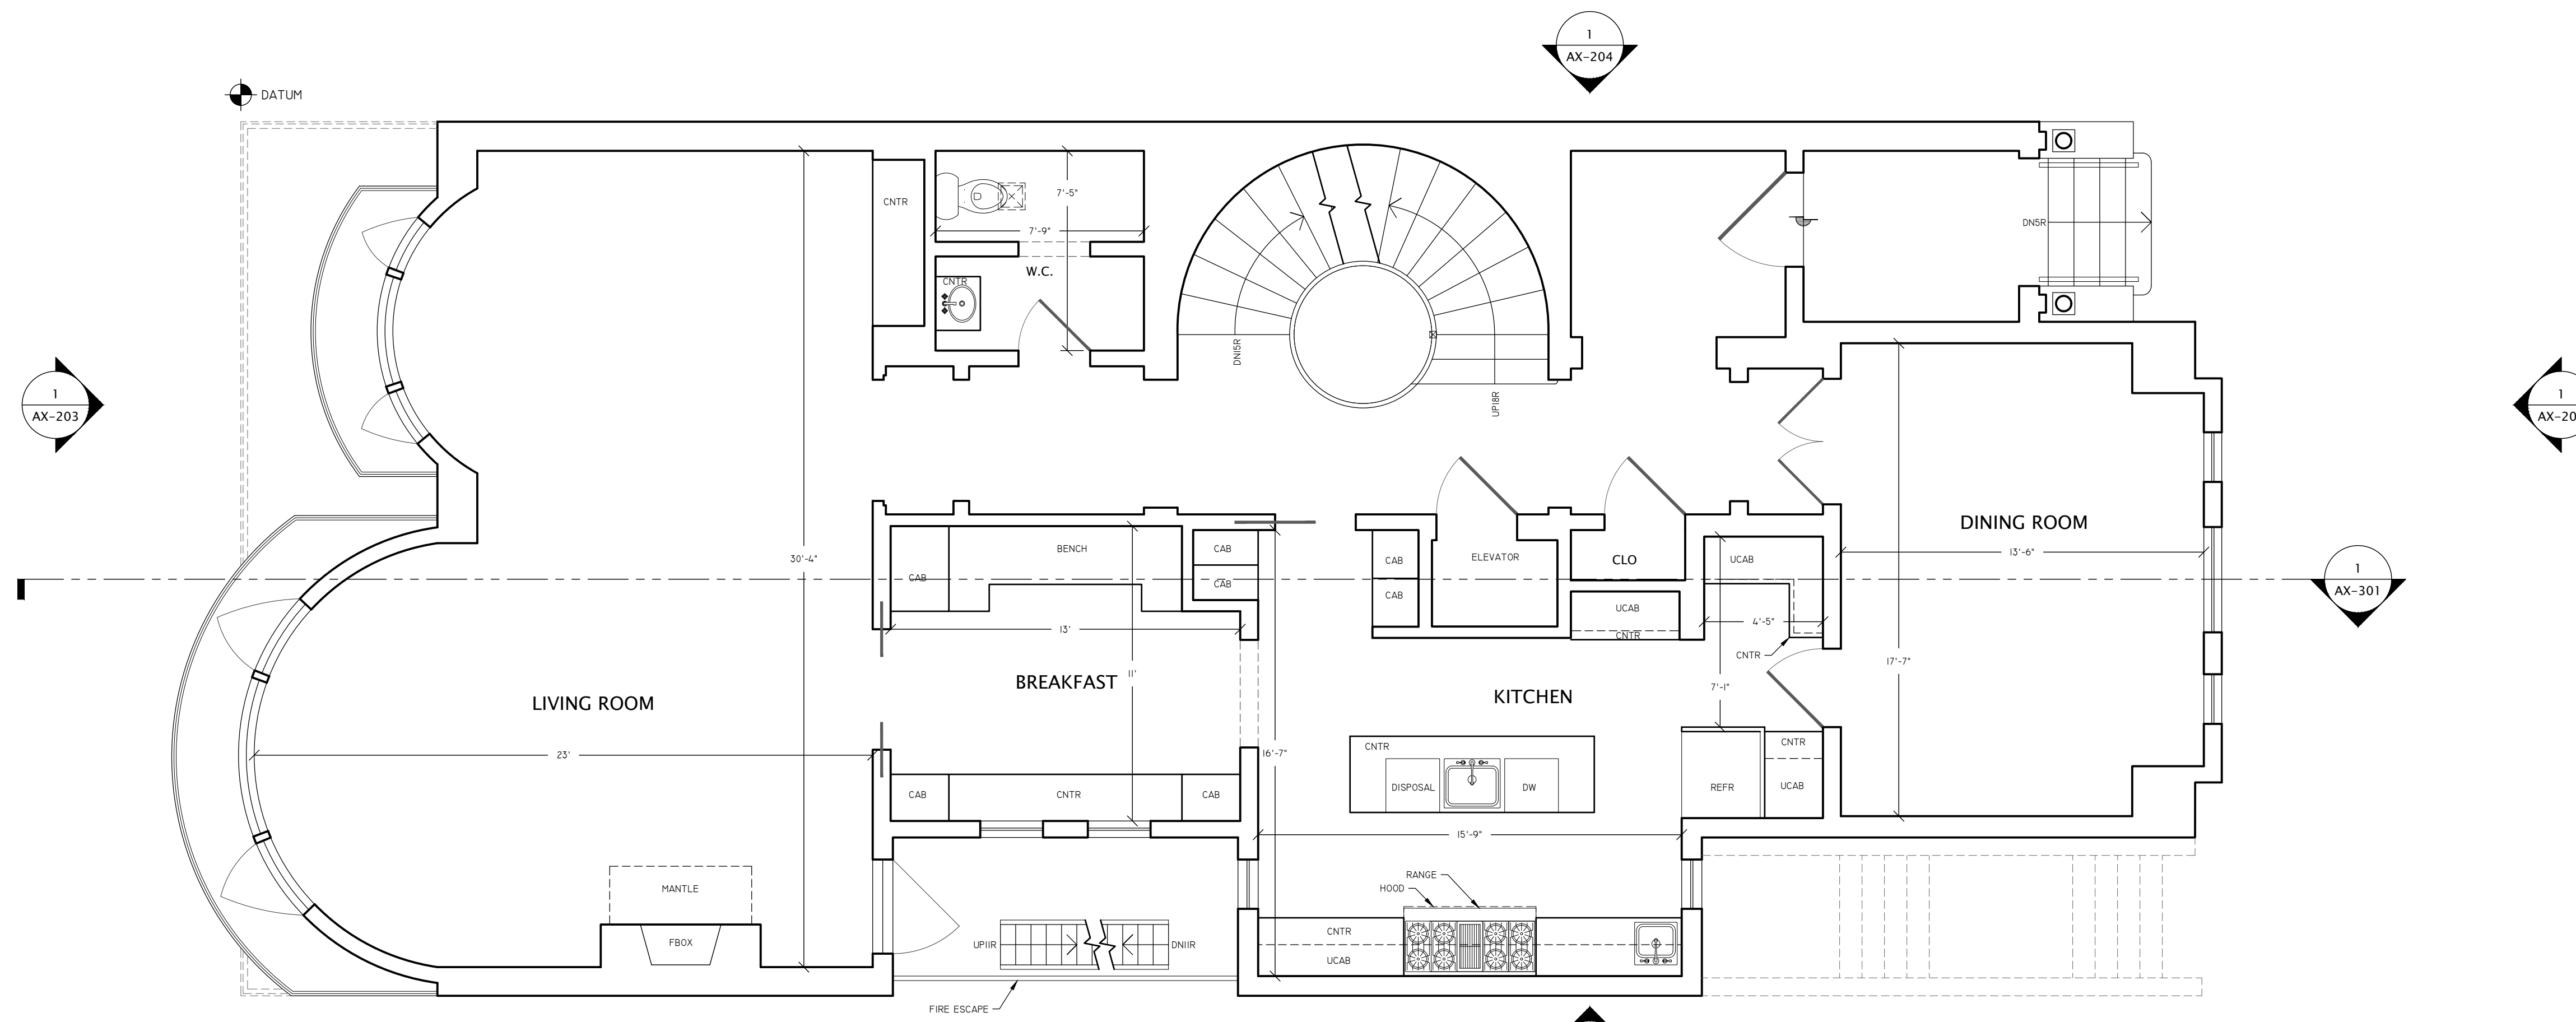 1
AX-204
DATUM
CNTR
7'-5"
7'-9"
W.C.
CNTR
DN15R
UP18R
DN5R
1
AX-203
1
AX-20
30'-4"
BENCH
CAB
CAB
CAB
CAB
CAB
ELEVATOR
CLO
UCAB
UCAB
CNTR
4'-5"
CNTR
DINING ROOM
13'-6"
1
AX-301
13'
11'
BREAKFAST
LIVING ROOM
23'
KITCHEN
7'-1"
17'-7"
16'-7"
CNTR
DISPOSAL
DW
REFR
CNTR
UCAB
CAB
CNTR
CAB
15'-9"
MANTLE
FBOX
RANGE
HOOD
UP11R
DN11R
CNTR
UCAB
FIRE ESCAPE